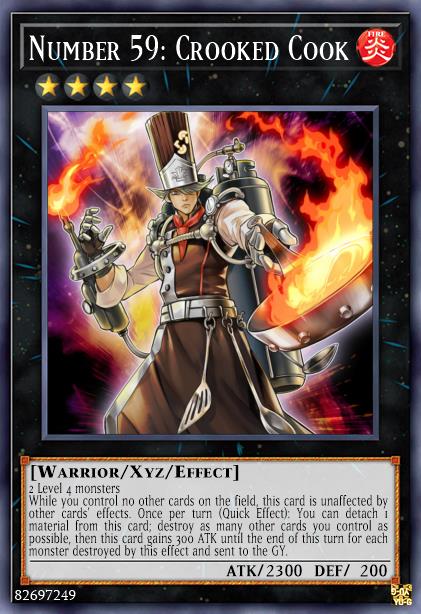 Number 59: Crooked Cook
FIRE
炎
[Warrior/Xyz/Effect]
2 Level 4 monsters
While you control no other cards on the field, this card is unaffected by
other cards' effects. Once per turn (Quick Effect): You can detach 1
material from this card; destroy as many other cards you control as
possible, then this card gains 300 ATK until the end of this turn for each
monster destroyed by this effect and sent to the GY.
ATK/2300 DEF/ 200
82697249